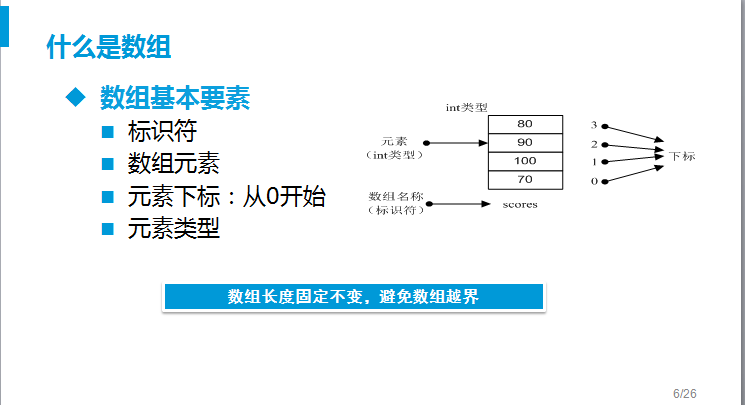 什么是数组
数组基本要素
标识符
数组元素
元素下标：从0开始
元素类型
int类型
元素
（int类型）
80
90
100
70
3
2
1
0
下标
数组名称
（标识符）
scores
数组长度固定不变，避免数组越界
6/26